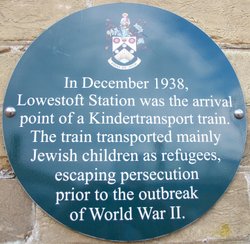 In December 1938,
Lowestoft Station was the arrival
point of a Kindertransport train.
The train transported mainly
Jewish children as refugees,
escaping persecution
prior to the outbreak
of World War II.